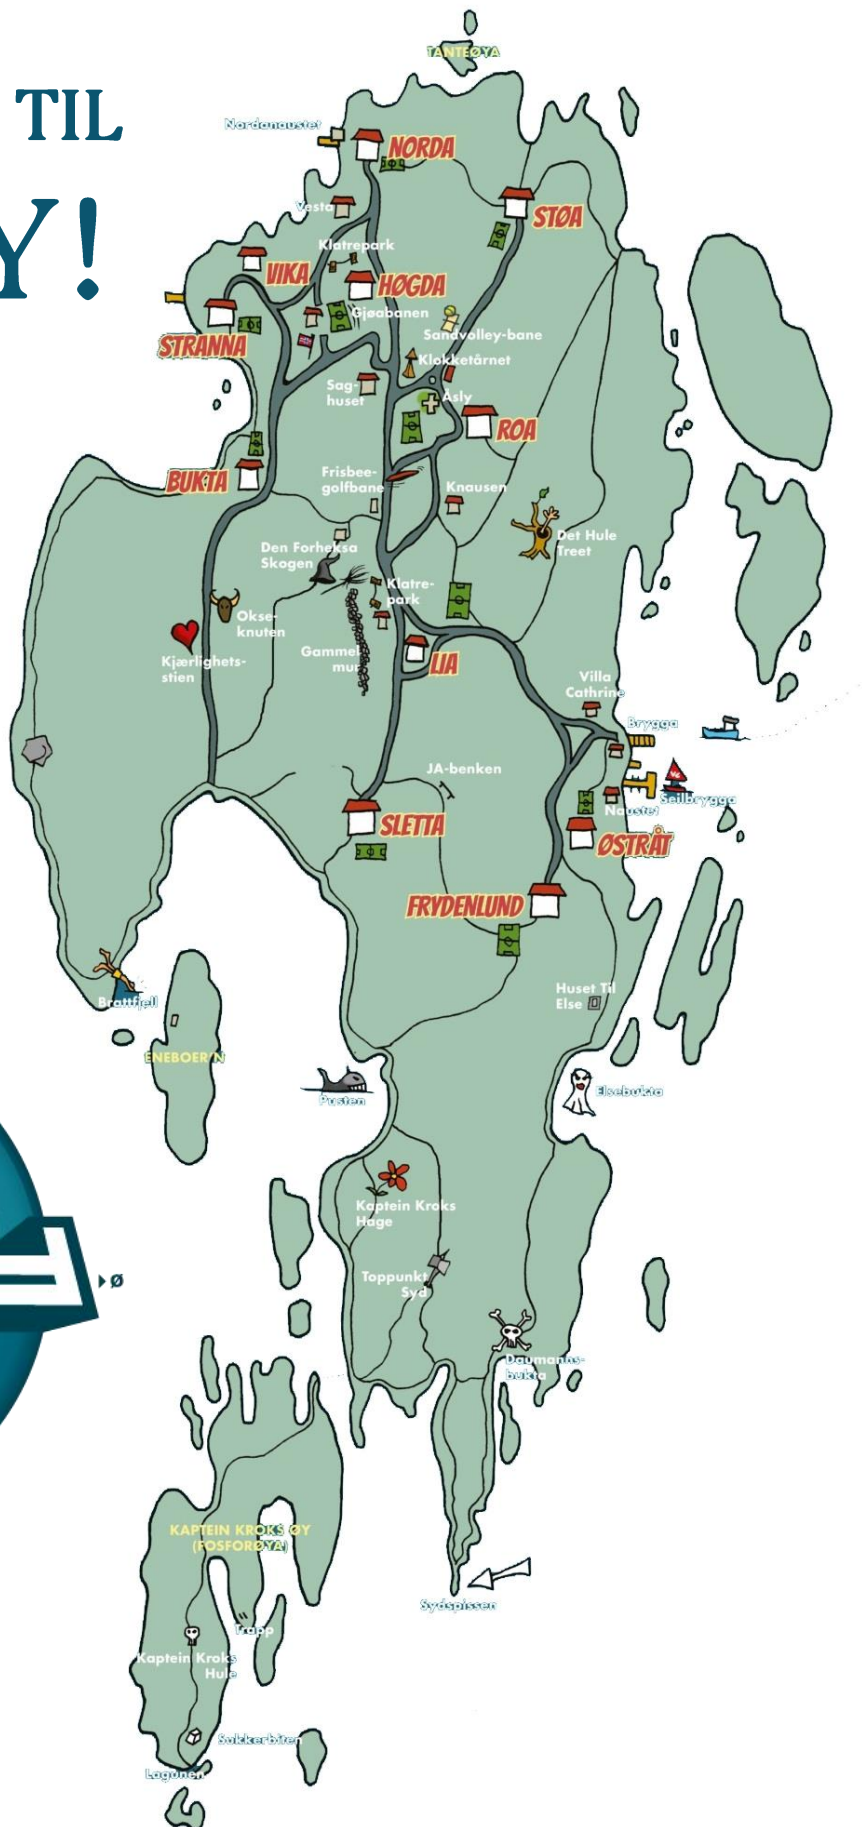 TIL
Y!
TANTEØYA
Nordanaustet
NORDA
Vesta
STØA
Klatrepark
VIKA
HØGDA
Gjøabanen
Sandvolley-bane
STRANNA
Klokketårnet
Sag-
huset
Åsly
ROA
BUKTA
Frisbee-
golfbane
Knausen
Det Hule
Treet
Den Forheksa
Skogen
Klatre-
park
Okse-
knuten
Kjærlighets-
stien
Gammel
mur
LIA
Villa
Cathrine
Brygga
JA-benken
Seilbrygga
Naustet
SLETTA
ØSTRÅT
FRYDENLUND
Huset Til
Else
Brattfjell
ENEBOER'N
Pusten
Elsebukta
Kaptein Kroks
Hage
Toppunkt
Syd
Ø
Daumanns-
bukta
KAPTEIN KROKS ØY
(FOSFORØYA)
Sydspissen
Trapp
Kaptein Kroks
Hule
Sukkerbiten
Lagunen